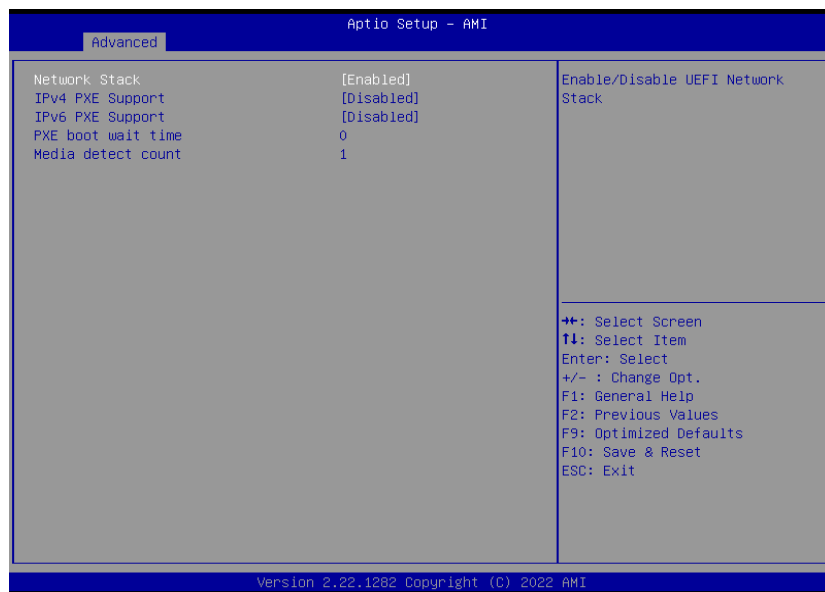 Aptio Setup – AMI
Advanced
Network Stack [Enabled]
IPv4 PXE Support [Disabled]
IPv6 PXE Support [Disabled]
PXE boot wait time 0
Media detect count 1
Enable/Disable UEFI Network
Stack
→←: Select Screen
↑↓: Select Item
Enter: Select
+/- : Change Opt.
F1: General Help
F2: Previous Values
F9: Optimized Defaults
F10: Save & Reset
ESC: Exit
Version 2.22.1282 Copyright (C) 2022 AMI